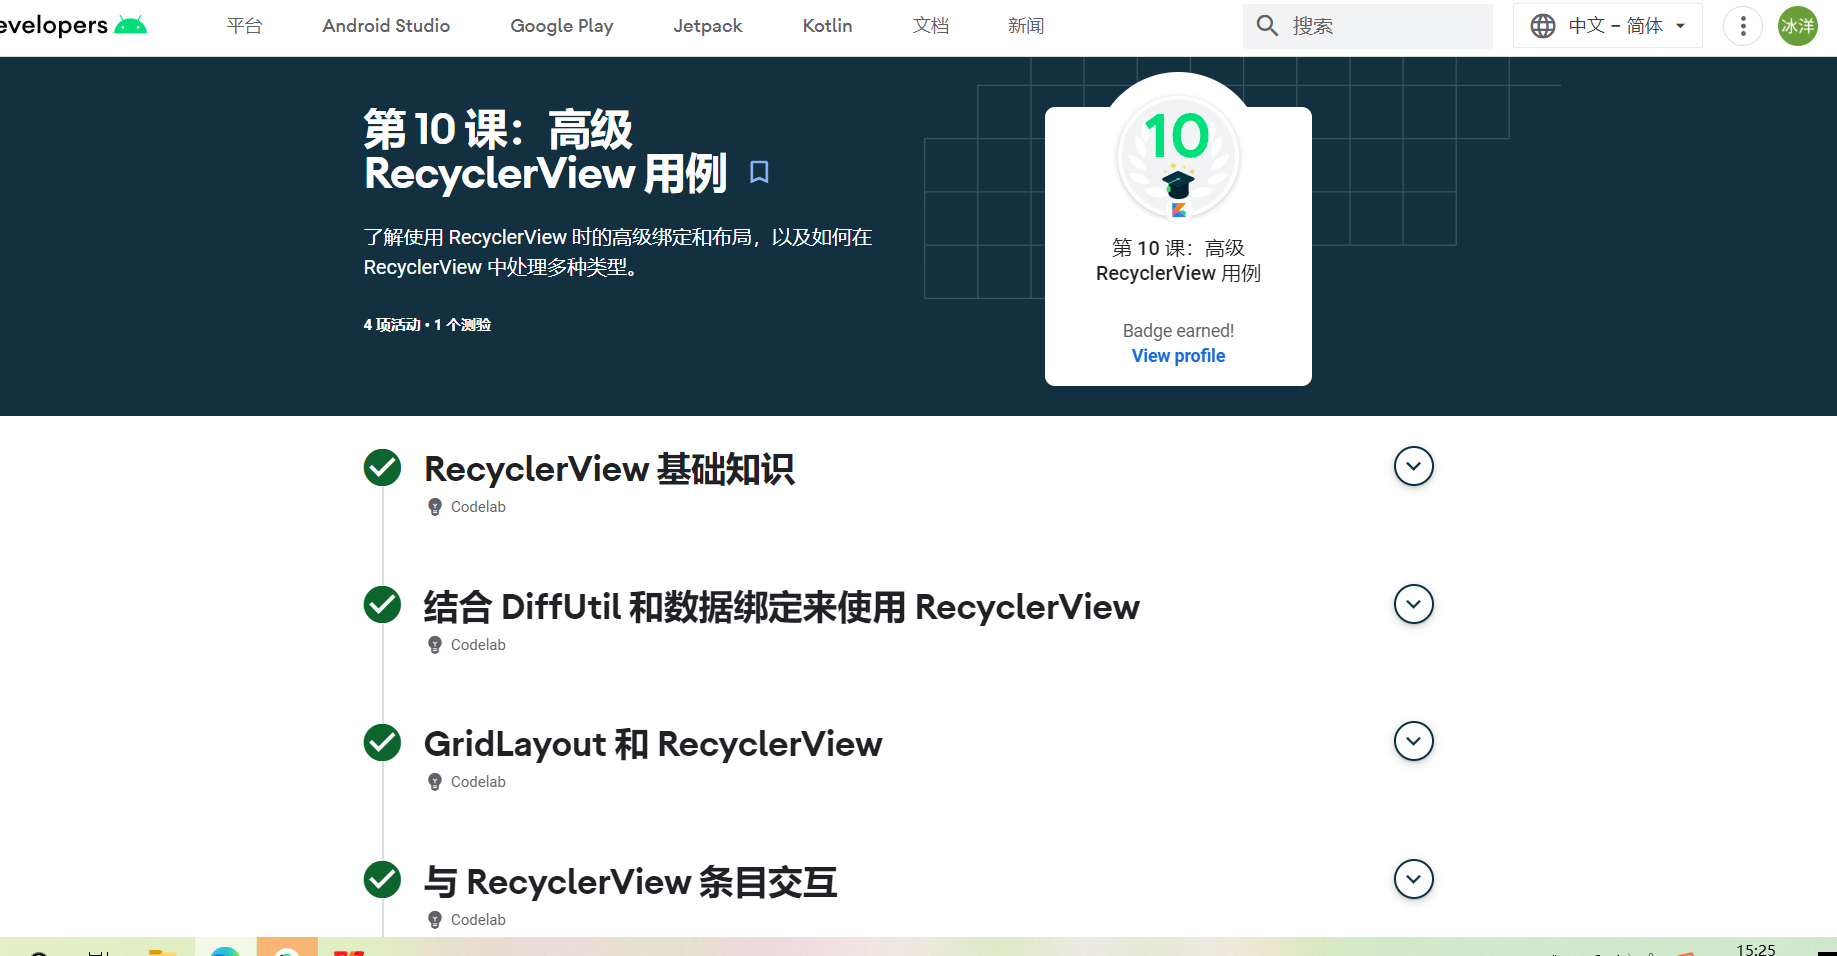 evelopers
平台
Android Studio
Google Play
Jetpack
Kotlin
文档
新闻
搜索
中文 – 简体
冰洋
第 10 课：高级
RecyclerView 用例
了解使用 RecyclerView 时的高级绑定和布局，以及如何在
RecyclerView 中处理多种类型。
4 项活动 • 1 个测验
10
第 10 课：高级
RecyclerView 用例
Badge earned!
View profile
RecyclerView 基础知识
Codelab
结合 DiffUtil 和数据绑定来使用 RecyclerView
Codelab
GridLayout 和 RecyclerView
Codelab
与 RecyclerView 条目交互
Codelab
15:25